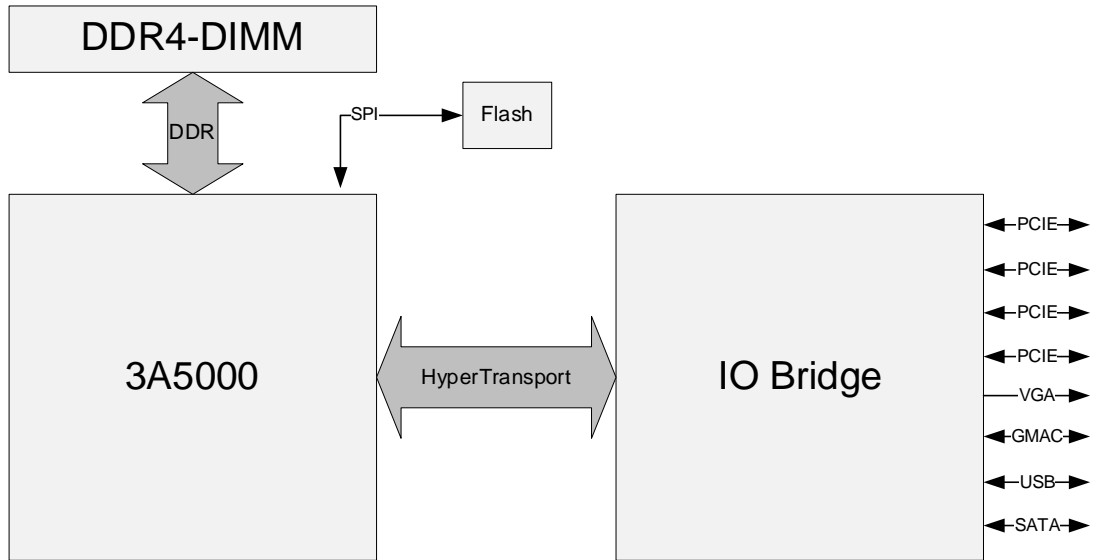 DDR4-DIMM
DDR
SPI
Flash
3A5000
HyperTransport
IO Bridge
PCIE
PCIE
PCIE
PCIE
VGA
GMAC
USB
SATA